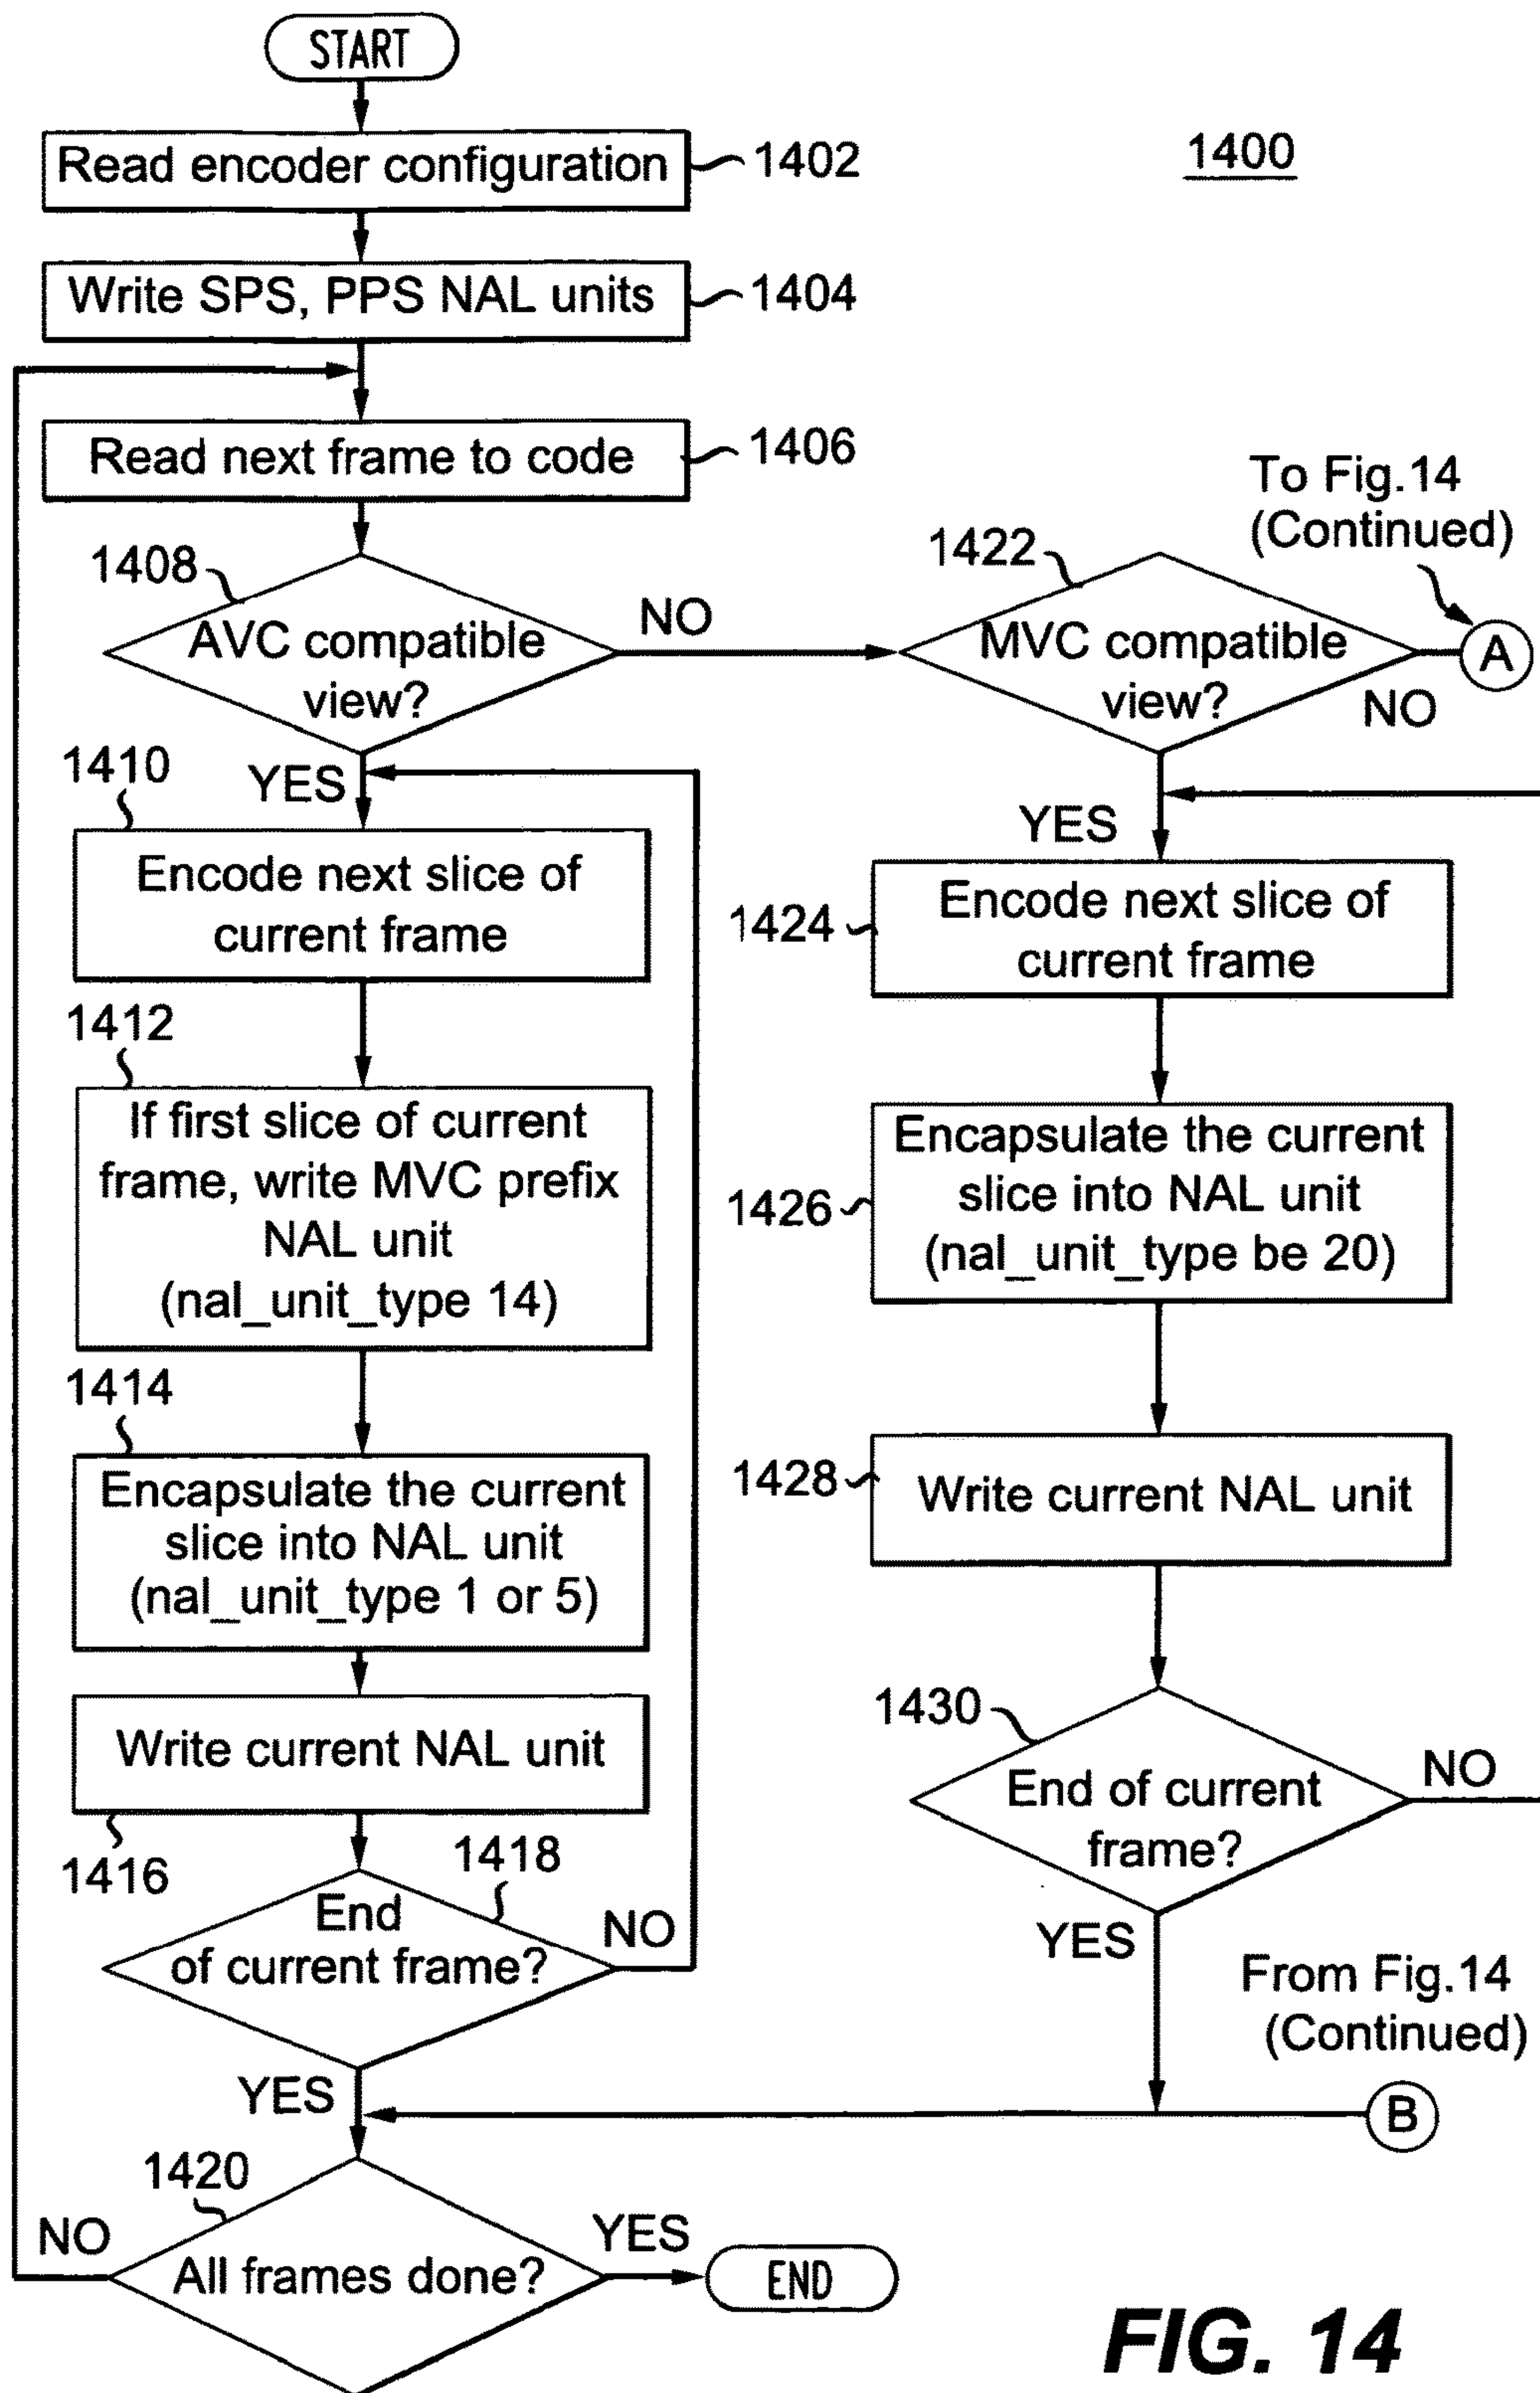 START
Read encoder configuration
1402
1400
Write SPS, PPS NAL units
1404
Read next frame to code
1406
To Fig.14
(Continued)
1408
AVC compatible
view?
NO
1422
MVC compatible
view?
A
NO
1410
YES
Encode next slice of
current frame
YES
1424
Encode next slice of
current frame
1412
If first slice of current
frame, write MVC prefix
NAL unit
(nal_unit_type 14)
1426
Encapsulate the current
slice into NAL unit
(nal_unit_type be 20)
1414
Encapsulate the current
slice into NAL unit
(nal_unit_type 1 or 5)
1428
Write current NAL unit
Write current NAL unit
1416
1430
End of current
frame?
NO
1418
End
of current frame?
NO
YES
From Fig.14
(Continued)
YES
B
1420
NO
All frames done?
YES
END
FIG. 14